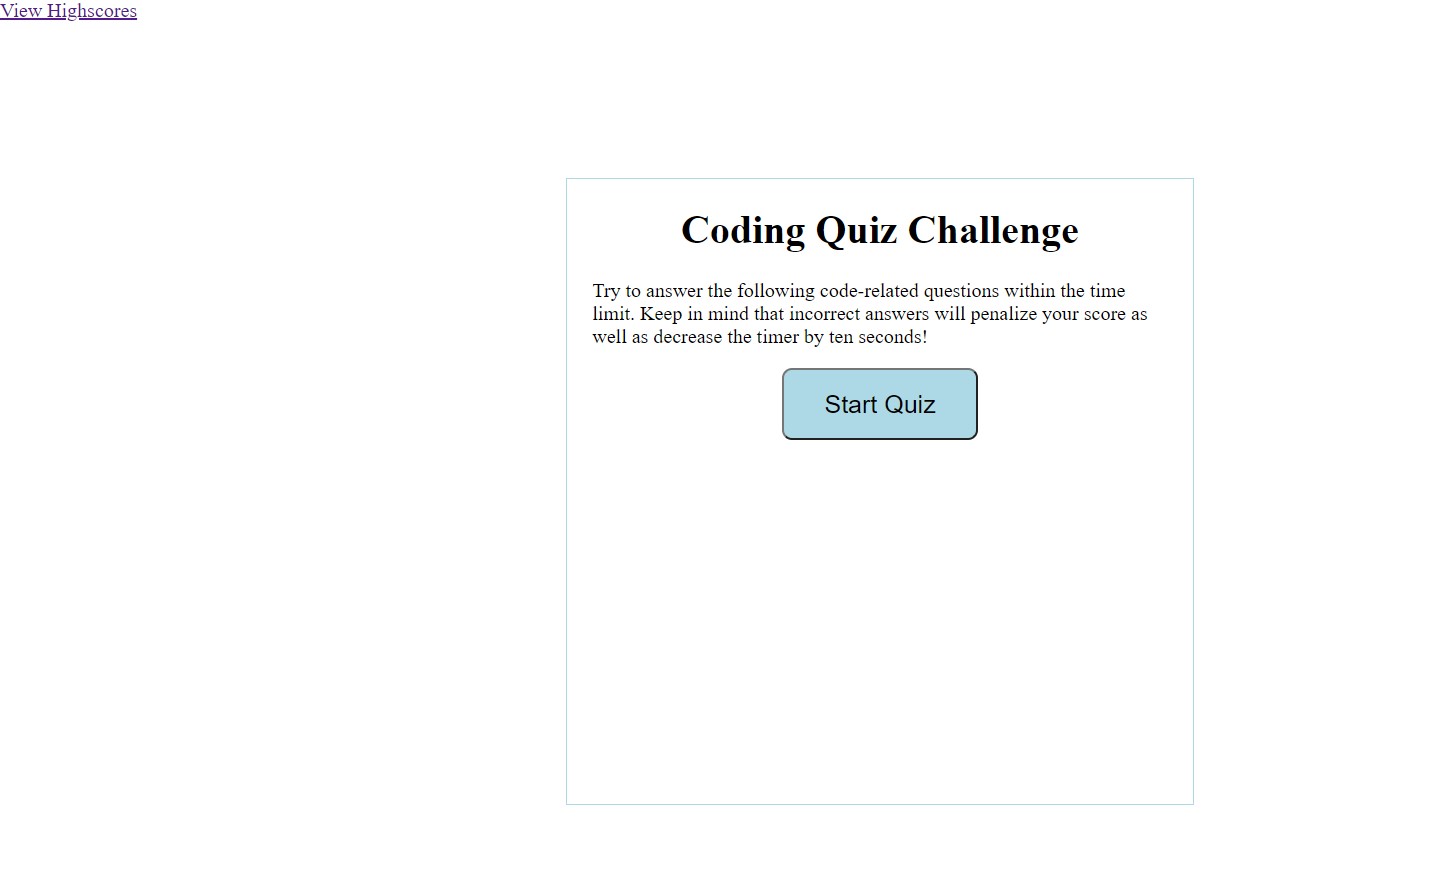 View Highscores
Coding Quiz Challenge
Try to answer the following code-related questions within the time
limit. Keep in mind that incorrect answers will penalize your score as
well as decrease the timer by ten seconds!
Start Quiz